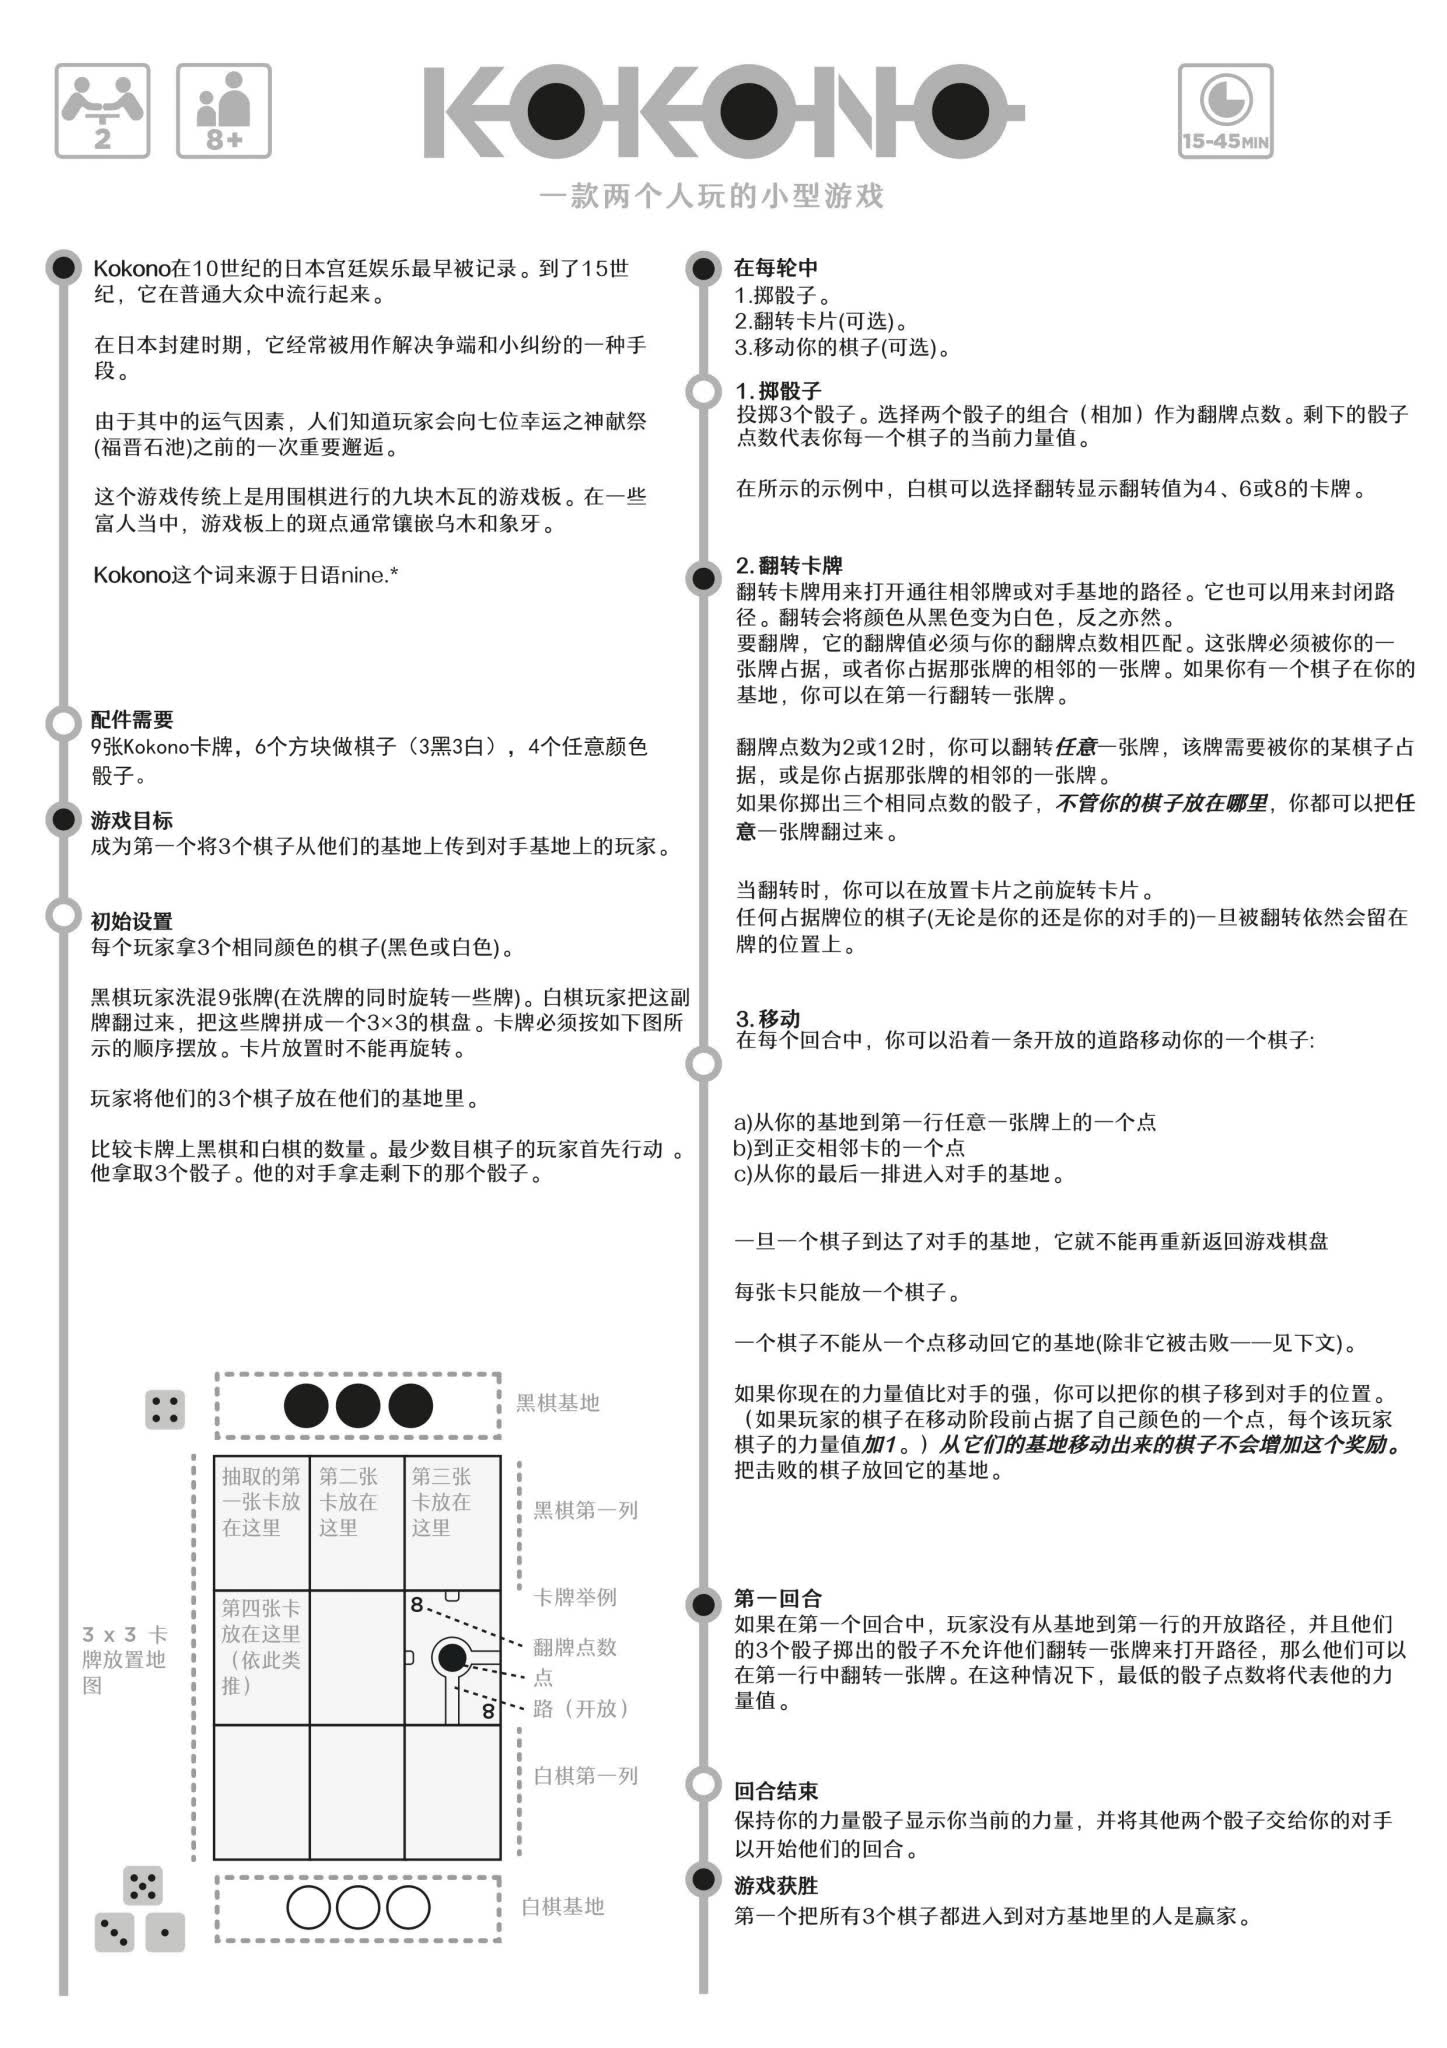 2
8+
KOKONO
15-45MIN
一款两个人玩的小型游戏
Kokono在10世纪的日本宫廷娱乐最早被记录。到了15世
纪，它在普通大众中流行起来。
在日本封建时期，它经常被用作解决争端和小纠纷的一种手
段。
由于其中的运气因素，人们知道玩家会向七位幸运之神献祭
(福晋石池)之前的一次重要邂逅。
这个游戏传统上是用围棋进行的九块木瓦的游戏板。在一些
富人当中，游戏板上的斑点通常镶嵌乌木和象牙。
Kokono这个词来源于日语nine.*
配件需要
9张Kokono卡牌，6个方块做棋子（3黑3白），4个任意颜色
骰子。
游戏目标
成为第一个将3个棋子从他们的基地上传到对手基地上的玩家。
初始设置
每个玩家拿3个相同颜色的棋子(黑色或白色)。
黑棋玩家洗混9张牌(在洗牌的同时旋转一些牌)。白棋玩家把这副
牌翻过来，把这些牌拼成一个3×3的棋盘。卡牌必须按如下图所
示的顺序摆放。卡片放置时不能再旋转。
玩家将他们的3个棋子放在他们的基地里。
比较卡牌上黑棋和白棋的数量。最少数目棋子的玩家首先行动 。
他拿取3个骰子。他的对手拿走剩下的那个骰子。
黑棋基地
抽取的第
一张卡放
在这里
第二张
卡放在
这里
第三张
卡放在
这里
黑棋第一列
第四张卡
放在这里
（依此类
推）
8
8
卡牌举例
翻牌点数
点
路（开放）
3 x 3 卡
牌放置地
图
白棋第一列
白棋基地
在每轮中
1.掷骰子。
2.翻转卡片(可选)。
3.移动你的棋子(可选)。
1.掷骰子
投掷3个骰子。选择两个骰子的组合（相加）作为翻牌点数。剩下的骰子
点数代表你每一个棋子的当前力量值。
在所示的示例中，白棋可以选择翻转显示翻转值为4、6或8的卡牌。
2.翻转卡牌
翻转卡牌用来打开通往相邻牌或对手基地的路径。它也可以用来封闭路
径。翻转会将颜色从黑色变为白色，反之亦然。
要翻牌，它的翻牌值必须与你的翻牌点数相匹配。这张牌必须被你的一
张牌占据，或者你占据那张牌的相邻的一张牌。如果你有一个棋子在你的
基地，你可以在第一行翻转一张牌。
翻牌点数为2或12时，你可以翻转任意一张牌，该牌需要被你的某棋子占
据，或是你占据那张牌的相邻的一张牌。
如果你掷出三个相同点数的骰子，不管你的棋子放在哪里，你都可以把任
意一张牌翻过来。
当翻转时，你可以在放置卡片之前旋转卡片。
任何占据牌位的棋子(无论是你的还是你的对手的)一旦被翻转依然会留在
牌的位置上。
3.移动
在每个回合中，你可以沿着一条开放的道路移动你的一个棋子:
a)从你的基地到第一行任意一张牌上的一个点
b)到正交相邻卡的一个点
c)从你的最后一排进入对手的基地。
一旦一个棋子到达了对手的基地，它就不能再重新返回游戏棋盘
每张卡只能放一个棋子。
一个棋子不能从一个点移动回它的基地(除非它被击败——见下文)。
如果你现在的力量值比对手的强，你可以把你的棋子移到对手的位置。
（如果玩家的棋子在移动阶段前占据了自己颜色的一个点，每个该玩家
棋子的力量值加1。）从它们的基地移动出来的棋子不会增加这个奖励。
把击败的棋子放回它的基地。
第一回合
如果在第一个回合中，玩家没有从基地到第一行的开放路径，并且他们
的3个骰子掷出的骰子不允许他们翻转一张牌来打开路径，那么他们可以
在第一行中翻转一张牌。在这种情况下，最低的骰子点数将代表他的力
量值。
回合结束
保持你的力量骰子显示你当前的力量，并将其他两个骰子交给你的对手
以开始他们的回合。
游戏获胜
第一个把所有3个棋子都进入到对方基地里的人是赢家。